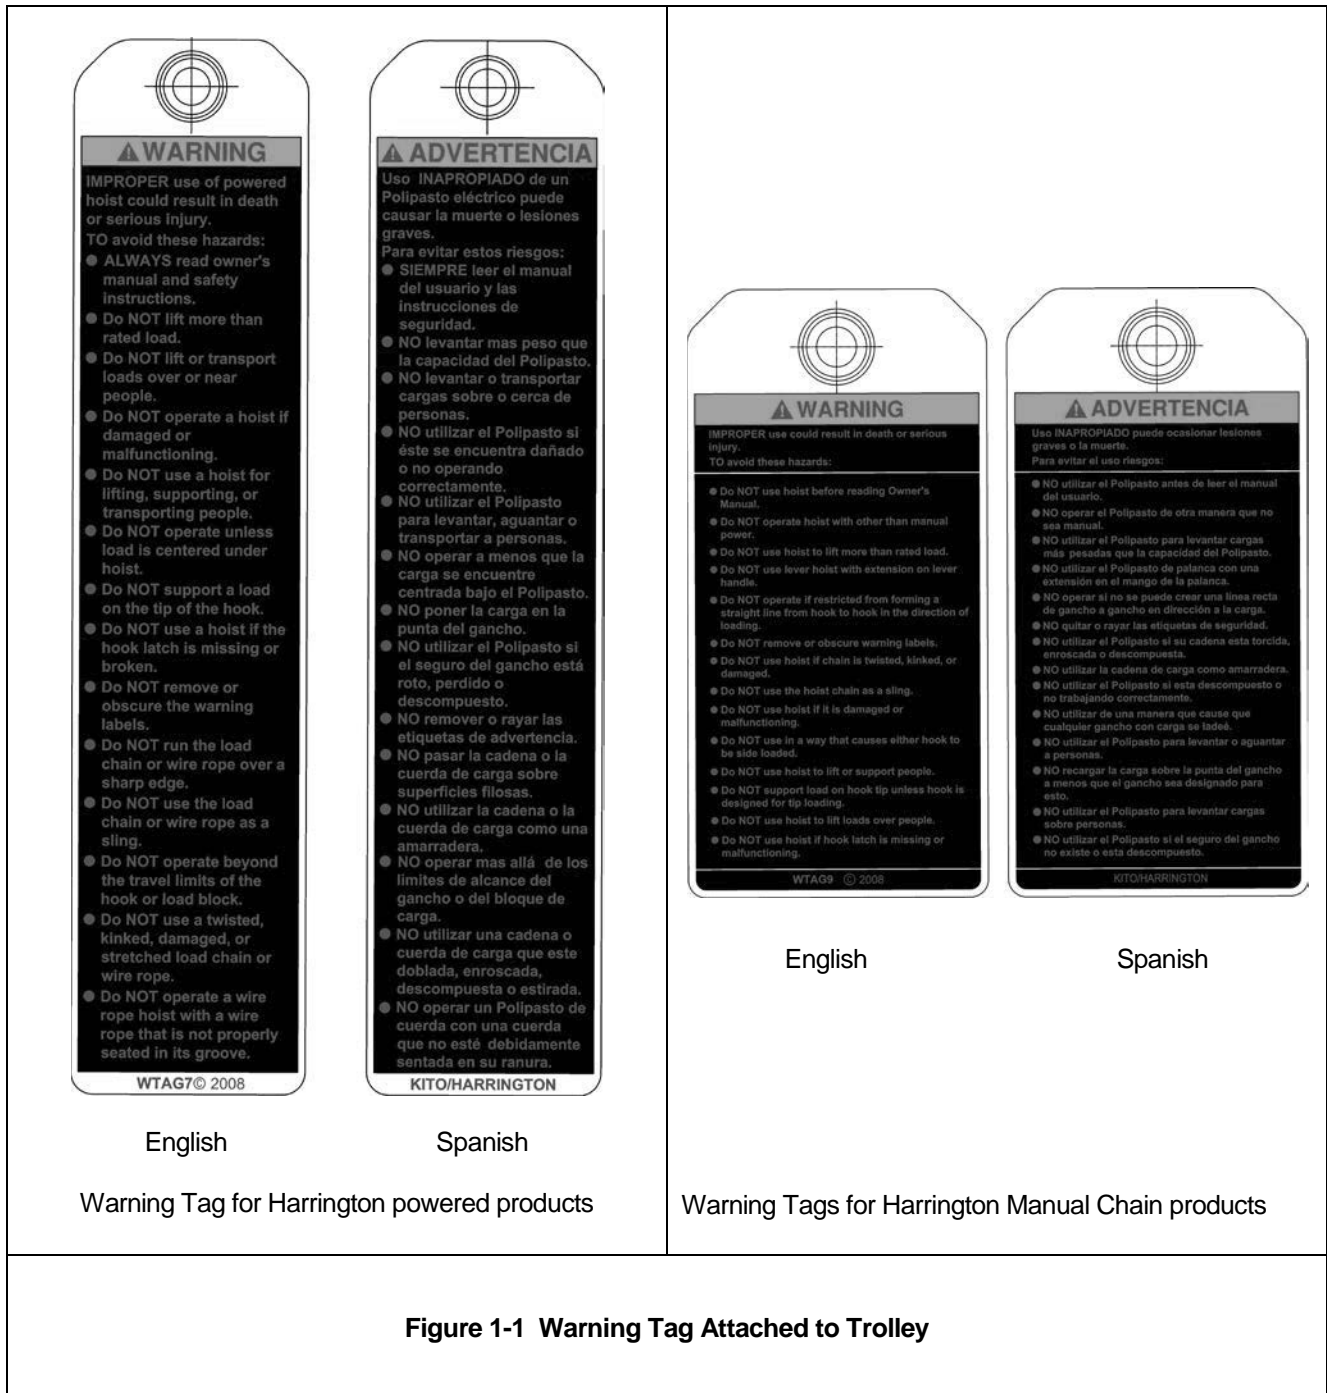 WARNING
IMPROPER use of powered
hoist could result in death
or serious injury.
TO avoid these hazards:
● ALWAYS read owner's
manual and safety
instructions.
● Do NOT lift more than
rated load.
● Do NOT lift or transport
loads over or near
people.
● Do NOT operate a hoist if
damaged or
malfunctioning.
● Do NOT use a hoist for
lifting, supporting, or
transporting people.
● Do NOT operate unless
load is centered under
hoist.
● Do NOT support a load
on the tip of the hook.
● Do NOT use a hoist if the
hook latch is missing or
broken.
● Do NOT remove or
obscure the warning
labels.
● Do NOT run the load
chain or wire rope over a
sharp edge.
● Do NOT use the load
chain or wire rope as a
sling.
● Do NOT operate beyond
the travel limits of the
hook or load block.
● Do NOT use a twisted,
kinked, damaged, or
stretched load chain or
wire rope.
● Do NOT operate a wire
rope hoist with a wire
rope that is not properly
seated in its groove.
WTAG7© 2008
English
ADVERTENCIA
Uso INAPROPIADO de un
Polipasto eléctrico puede
causar la muerte o lesiones
graves.
Para evitar estos riesgos:
● SIEMPRE leer el manual
del usuario y las
instrucciones de
seguridad.
● NO levantar mas peso que
la capacidad del Polipasto.
● NO levantar o transportar
cargas sobre o cerca de
personas.
● NO utilizar el Polipasto si
éste se encuentra dañado
o no operando
correctamente.
● NO utilizar el Polipasto
para levantar, aguantar o
transportar a personas.
● NO operar a menos que la
carga se encuentre
centrada bajo el Polipasto.
● NO poner la carga en la
punta del gancho.
● NO utilizar el Polipasto si
el seguro del gancho está
roto, perdido o
descompuesto.
● NO remover o rayar las
etiquetas de advertencia.
● NO pasar la cadena o la
cuerda de carga sobre
superficies filosas.
● NO utilizar la cadena o la
cuerda de carga como una
amarradera.
● NO operar mas allá de los
limites de alcance del
gancho o del bloque de
carga.
● NO utilizar una cadena o
cuerda de carga que este
doblada, enroscada,
descompuesta o estirada.
● NO operar un Polipasto de
cuerda con una cuerda
que no esté debidamente
sentada en su ranura.
KITO/HARRINGTON
Spanish
Warning Tag for Harrington powered products
WARNING
IMPROPER use could result in death or serious
injury.
TO avoid these hazards:
● Do NOT use hoist before reading Owner's
Manual.
● Do NOT operate hoist with other than manual
power.
● Do NOT use hoist to lift more than rated load.
● Do NOT use lever hoist with extension on lever
handle.
● Do NOT operate if restricted from forming a
straight line from hook to hook in the direction of
loading.
● Do NOT remove or obscure warning labels.
● Do NOT use hoist if chain is twisted, kinked, or
damaged.
● Do NOT use the hoist chain as a sling.
● Do NOT use hoist if it is damaged or
malfunctioning.
● Do NOT use in a way that causes either hook to
be side loaded.
● Do NOT use hoist to lift or support people.
● Do NOT support load on hook tip unless hook is
designed for tip loading.
● Do NOT use hoist to lift loads over people.
● Do NOT use hoist if hook latch is missing or
malfunctioning.
WTAG9 © 2008
English
ADVERTENCIA
Uso INAPROPIADO puede ocasionar lesiones
graves o la muerte.
Para evitar el uso riesgos:
● NO utilizar el Polipasto antes de leer el manual
del usuario.
● NO operar el Polipasto de otra manera que no
sea manual.
● NO utilizar el Polipasto para levantar cargas
más pesadas que la capacidad del Polipasto.
● NO utilizar el Polipasto de palanca con una
extensión en el mango de la palanca.
● NO operar si no se puede crear una línea recta
de gancho a gancho en dirección a la carga.
● NO quitar o rayar las etiquetas de seguridad.
● NO utilizar el Polipasto si su cadena esta torcida,
enroscada o descompuesta.
● NO utilizar la cadena de carga como amarradera.
● NO utilizar el Polipasto si esta descompuesto o
no trabajando correctamente.
● NO utilizar de una manera que cause que
cualquier gancho con carga se ladeé.
● NO utilizar el Polipasto para levantar o aguantar
a personas.
● NO recargar la carga sobre la punta del gancho
a menos que el gancho sea designado para
esto.
● NO utilizar el Polipasto para levantar cargas
sobre personas.
● NO utilizar el Polipasto si el seguro del gancho
no existe o esta descompuesto.
KITO/HARRINGTON
Spanish
Warning Tags for Harrington Manual Chain products
Figure 1-1 Warning Tag Attached to Trolley